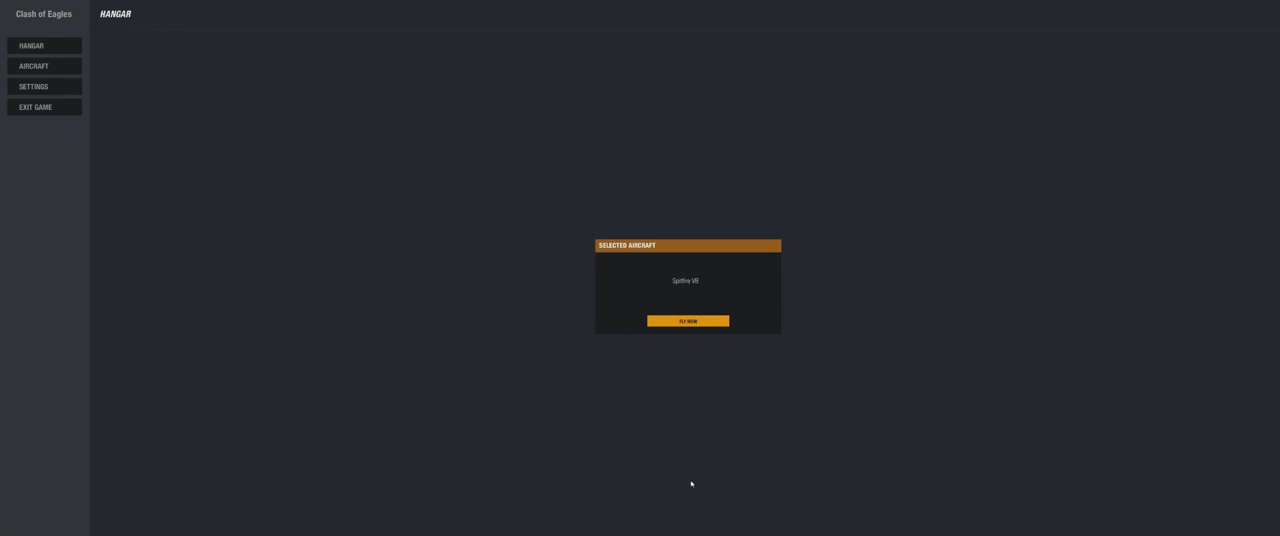 Clash of Eagles
HANGAR
HANGAR
AIRCRAFT
SETTINGS
EXIT GAME
SELECTED AIRCRAFT
Spitfire VB
FLY NOW